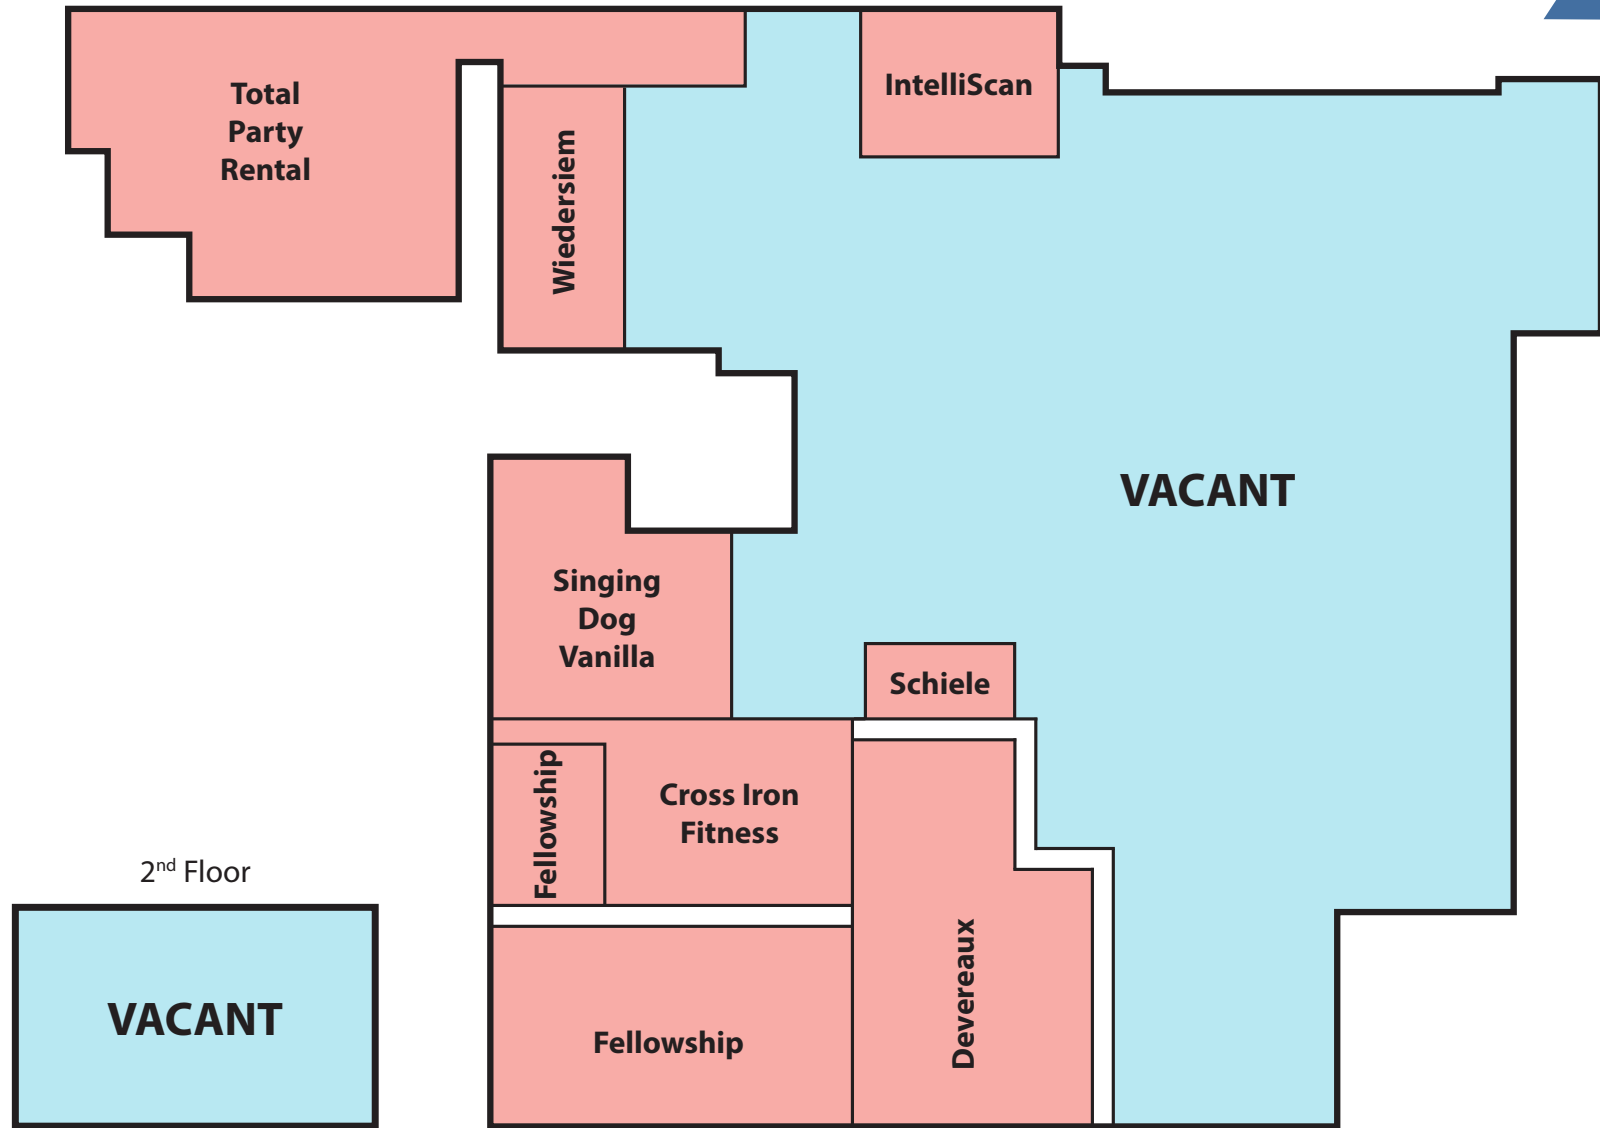 Total
Party
Rental
IntelliScan
Wiedersiem
VACANT
Singing
Dog
Vanilla
Schiele
Fellowship
Cross Iron
Fitness
2nd Floor
VACANT
Fellowship
Devereaux